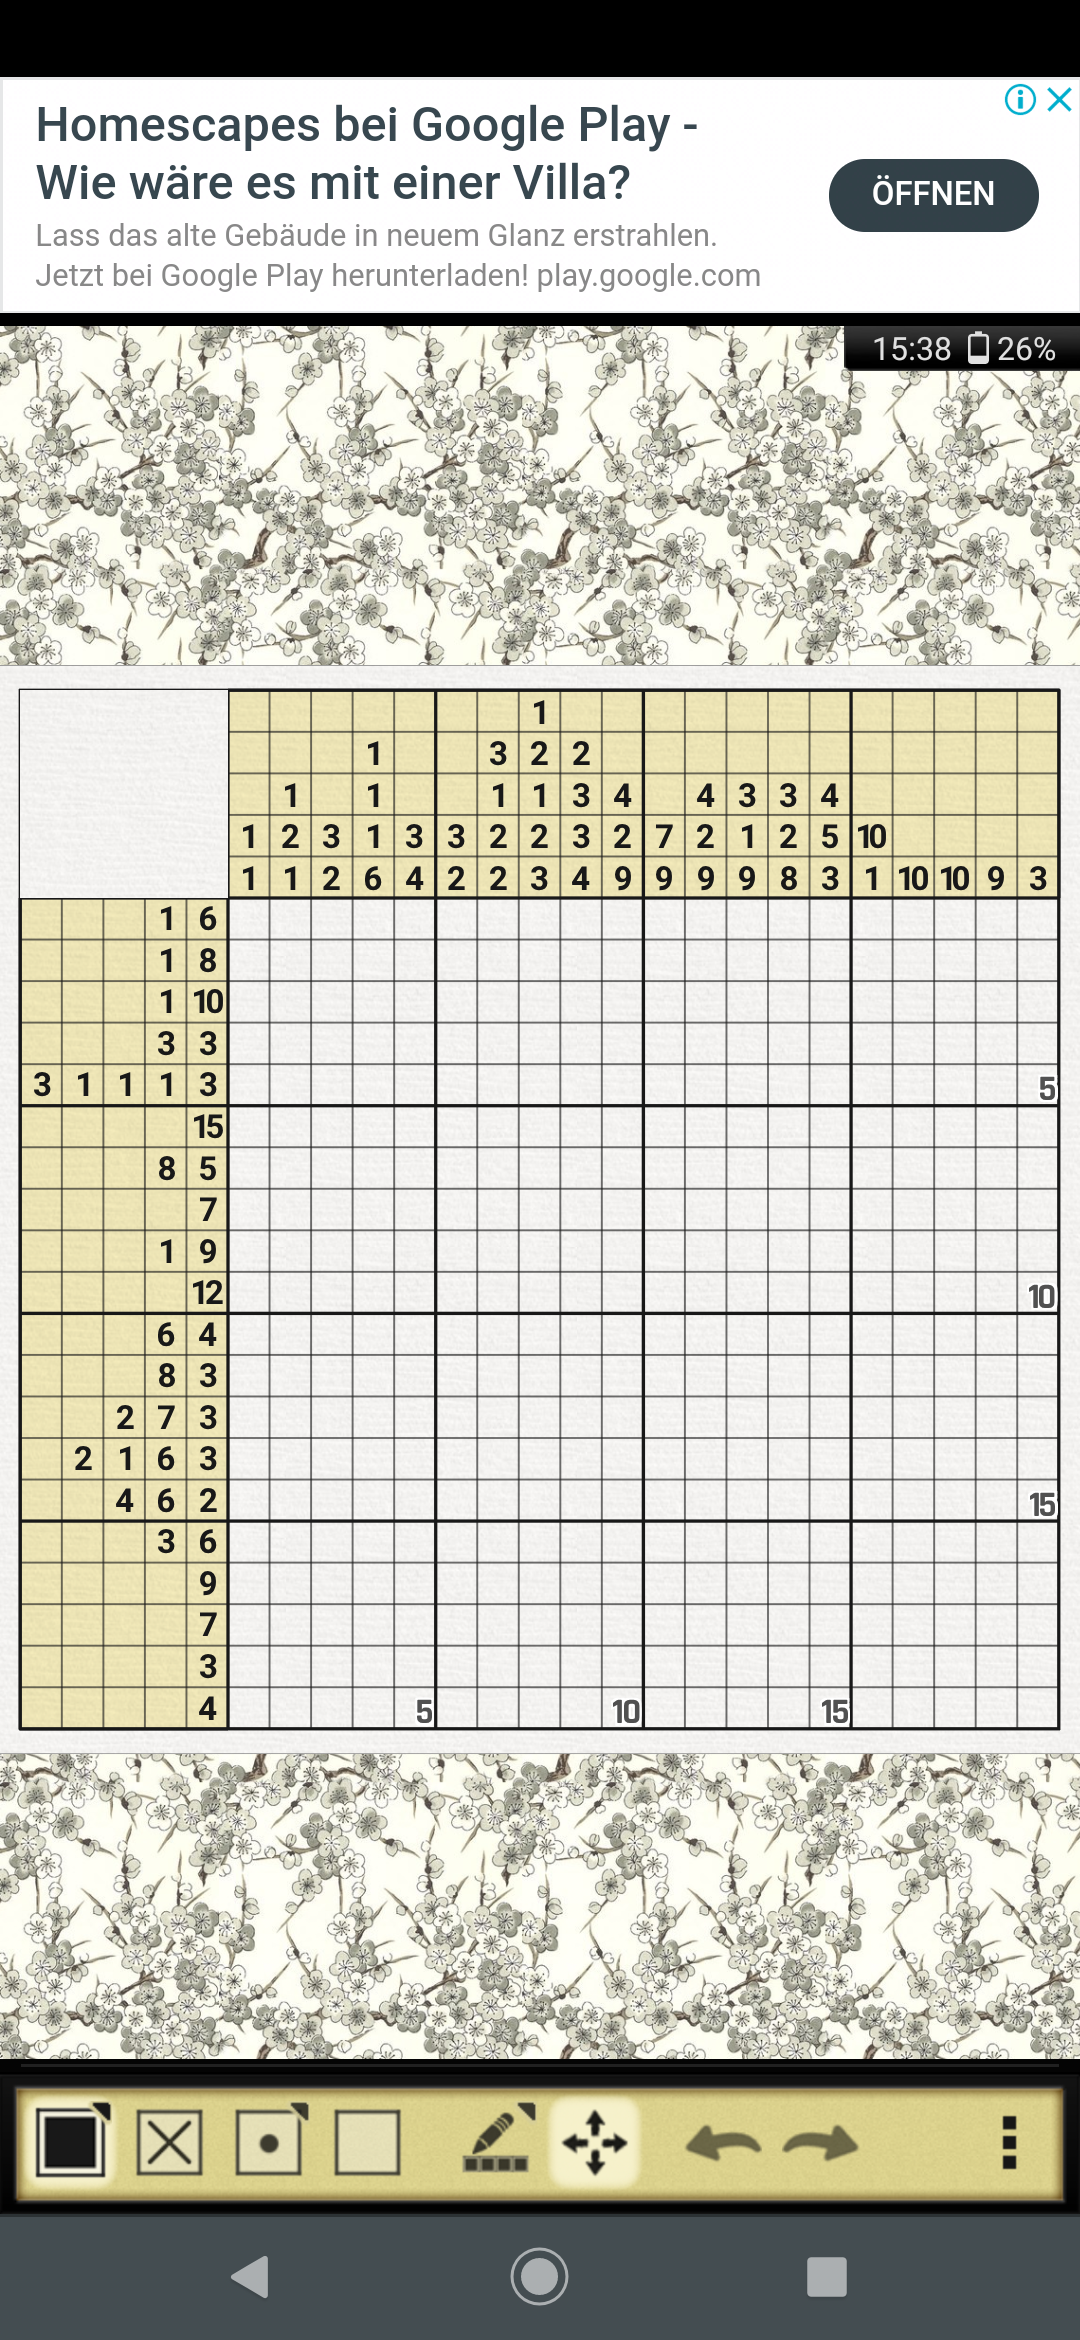 Homescapes bei Google Play -
Wie wäre es mit einer Villa?
Lass das alte Gebäude in neuem Glanz erstrahlen.
Jetzt bei Google Play herunterladen! play.google.com
ÖFFNEN
15:38 26%
1
1 3 2 2
1 1 1 1 3 4 4 3 3 4
1 2 3 1 3 3 2 2 3 2 7 2 1 2 5 10
1 1 2 6 4 2 2 3 4 9 9 9 9 8 3 1 10 10 9 3
1 6
1 8
1 10
3 3
3 1 1 1 3 5
15
8 5
7
1 9
12 10
6 4
8 3
2 7 3
2 1 6 3
4 6 2 15
3 6
9
7
3
4 5 10 15